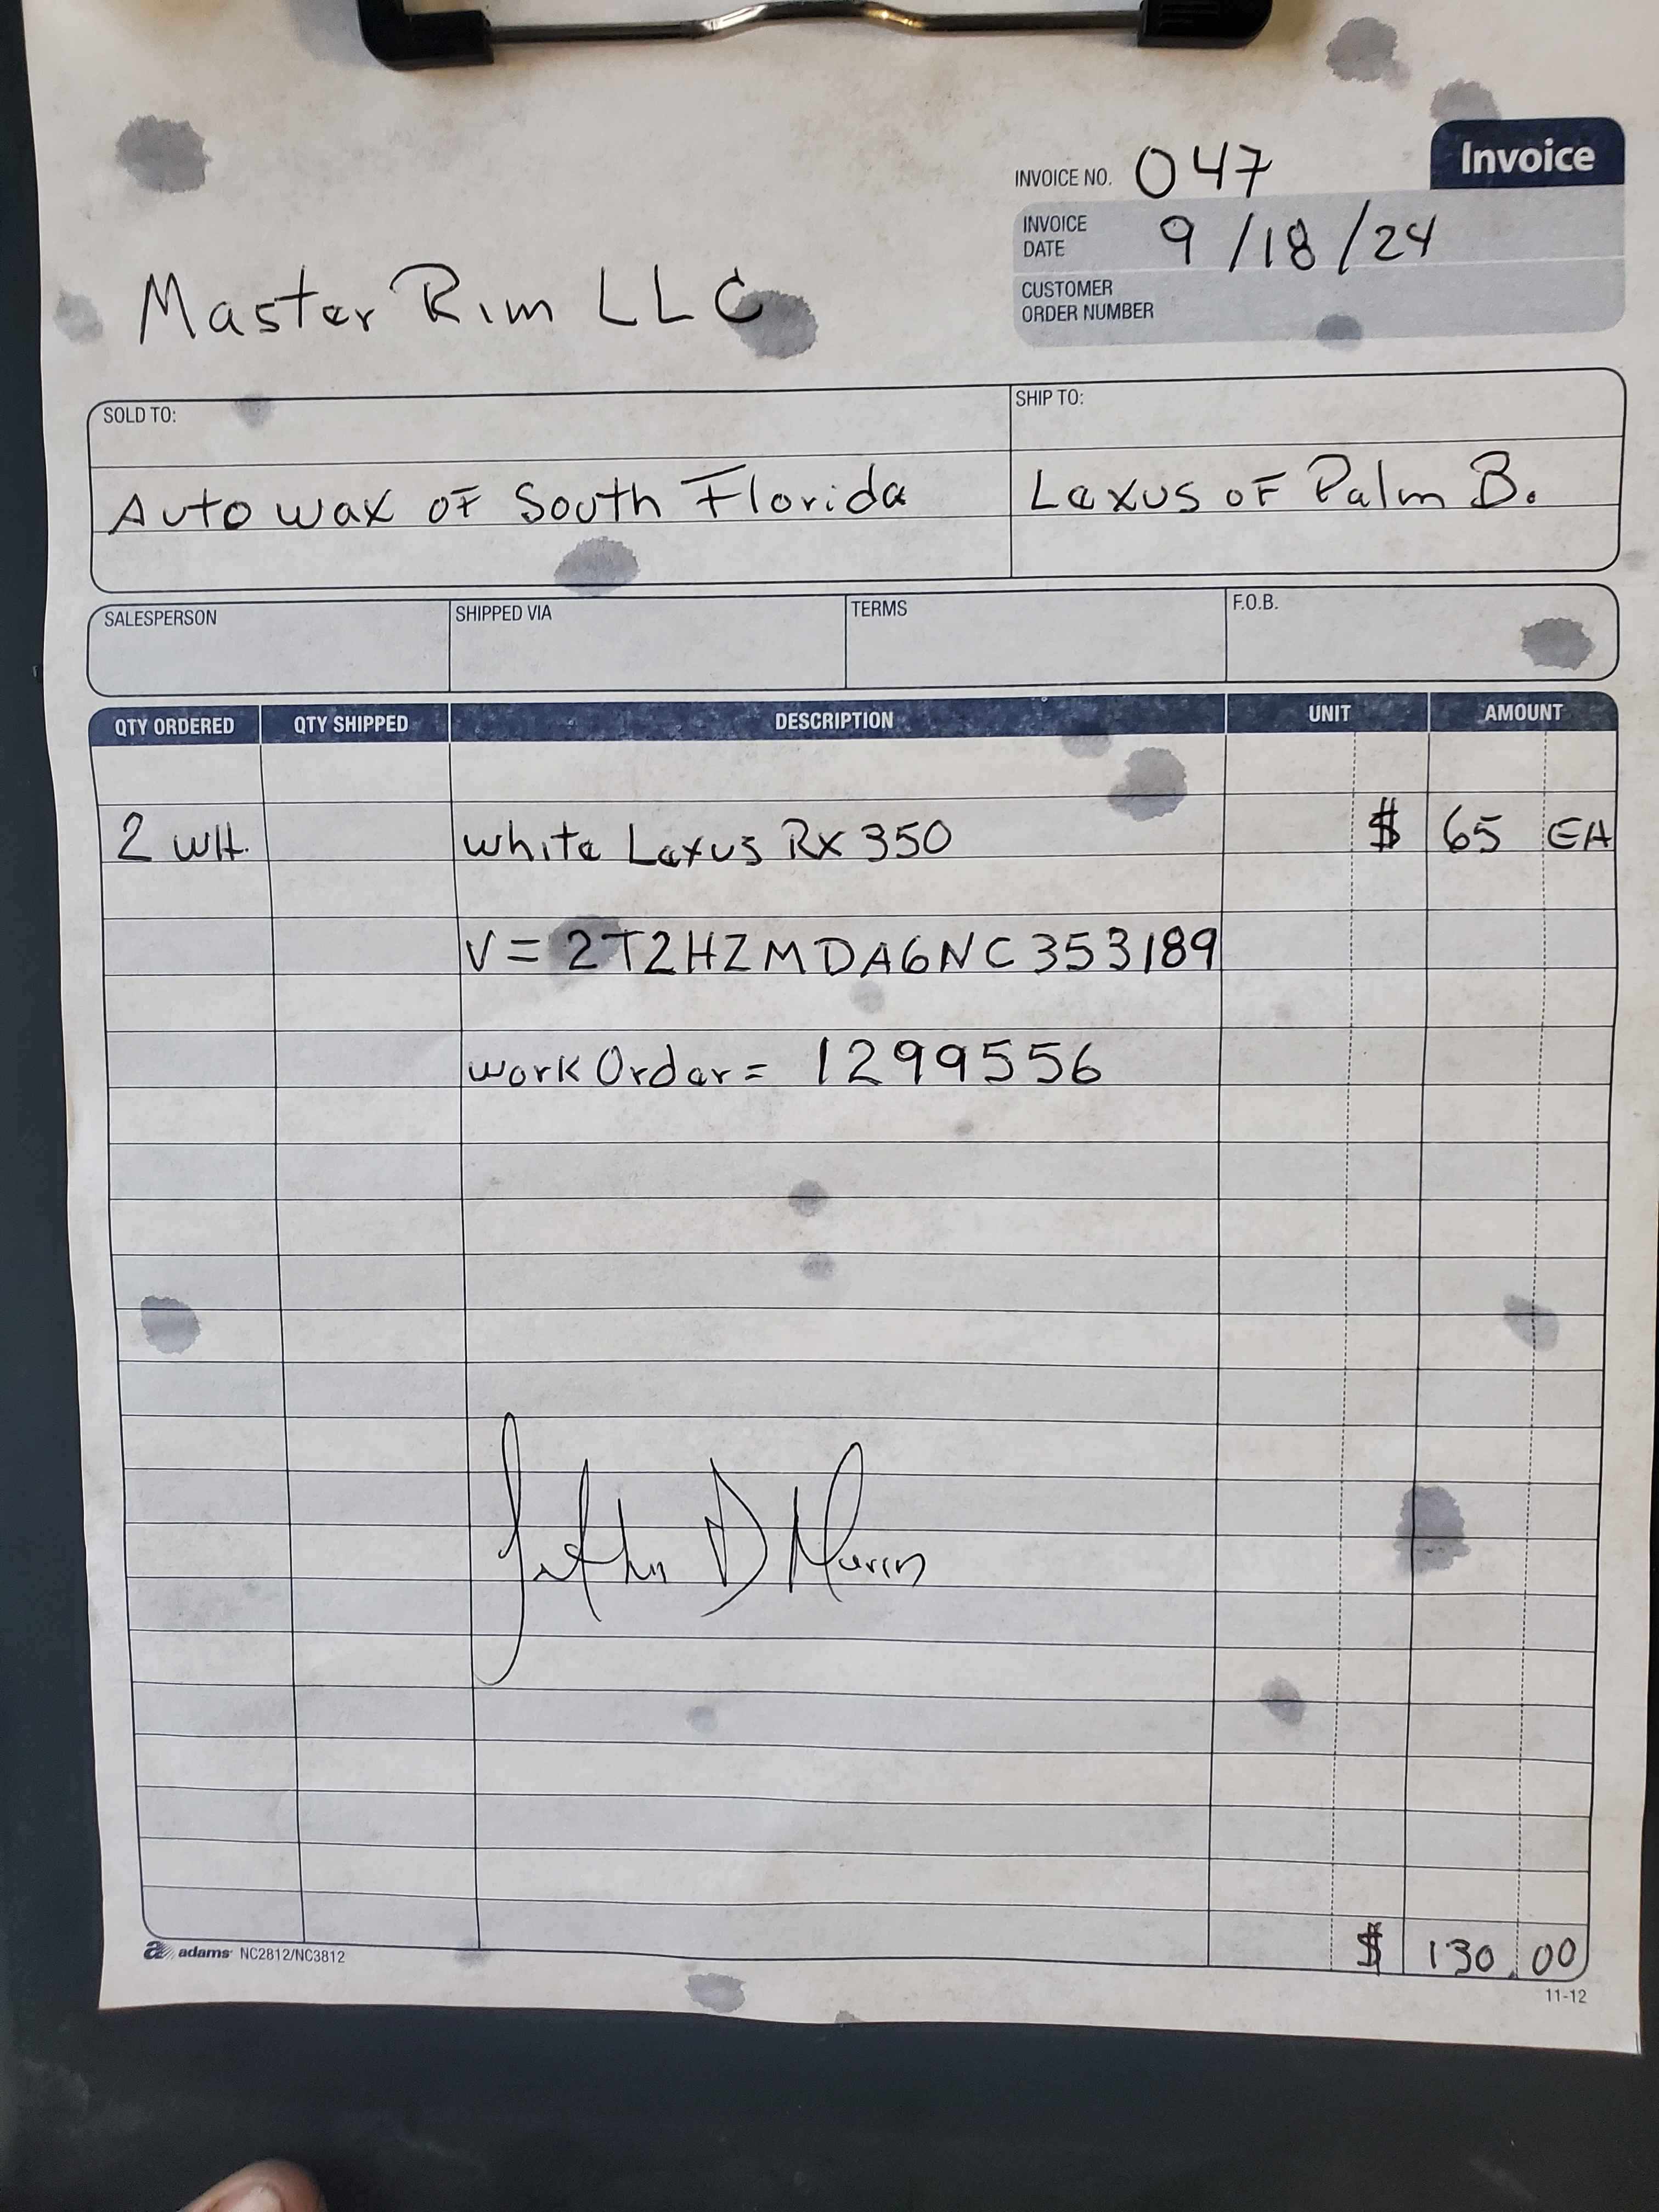 Invoice
INVOICE NO. 047
INVOICE DATE 9/18/24
CUSTOMER ORDER NUMBER
Master Rim LLC
SOLD TO:
Auto wax OF South Florida
SHIP TO:
Lexus OF Palm B.
SALESPERSON SHIPPED VIA TERMS F.O.B.
QTY ORDERED QTY SHIPPED DESCRIPTION UNIT AMOUNT
2 WH. white Lexus Rx 350 $ 65 EA
V = 2T2HZMDA6NC353189
work Order = 1299556
$ 130.00
adams NC2812/NC3812
11-12